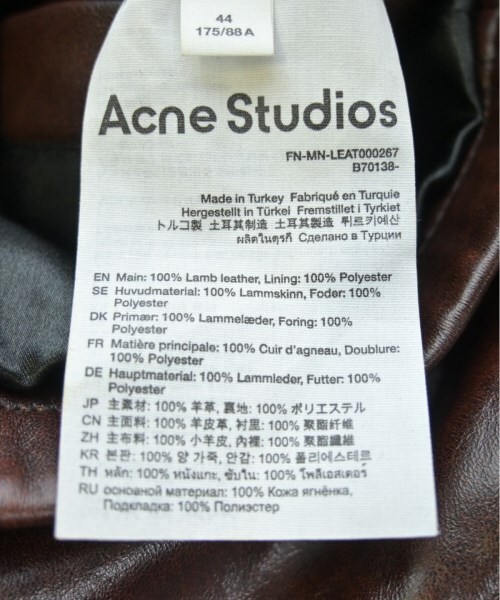 44
175/88A
Acne Studios
FN-MN-LEAT000267
B70138-
Made in Turkey Fabriqué en Turquie
Hergestellt in Türkei Fremstillet i Tyrkiet
トルコ製 土耳其制造 土耳其製造 튀르키예산
ผลิตในตุรกี Сделано в Турции
EN Main: 100% Lamb leather, Lining: 100% Polyester
SE Huvudmaterial: 100% Lammskinn, Foder: 100%
Polyester
DK Primær: 100% Lammelæder, Foring: 100%
Polyester
FR Matière principale: 100% Cuir d'agneau, Doublure:
100% Polyester
DE Hauptmaterial: 100% Lammleder, Futter: 100%
Polyester
JP 主素材: 100% 羊革, 裏地: 100% ポリエステル
CN 主面料: 100% 羊皮革, 衬里: 100% 聚酯纤维
ZH 主布料: 100% 小羊皮, 內裡: 100% 聚酯纖維
KR 본판: 100% 양 가죽, 안감: 100% 폴리에스테르
TH หลัก: 100% หนังแกะ, ซับใน: 100% โพลีเอสเตอร์
RU основной материал: 100% Кожа ягнёнка,
Подкладка: 100% Полиэстер